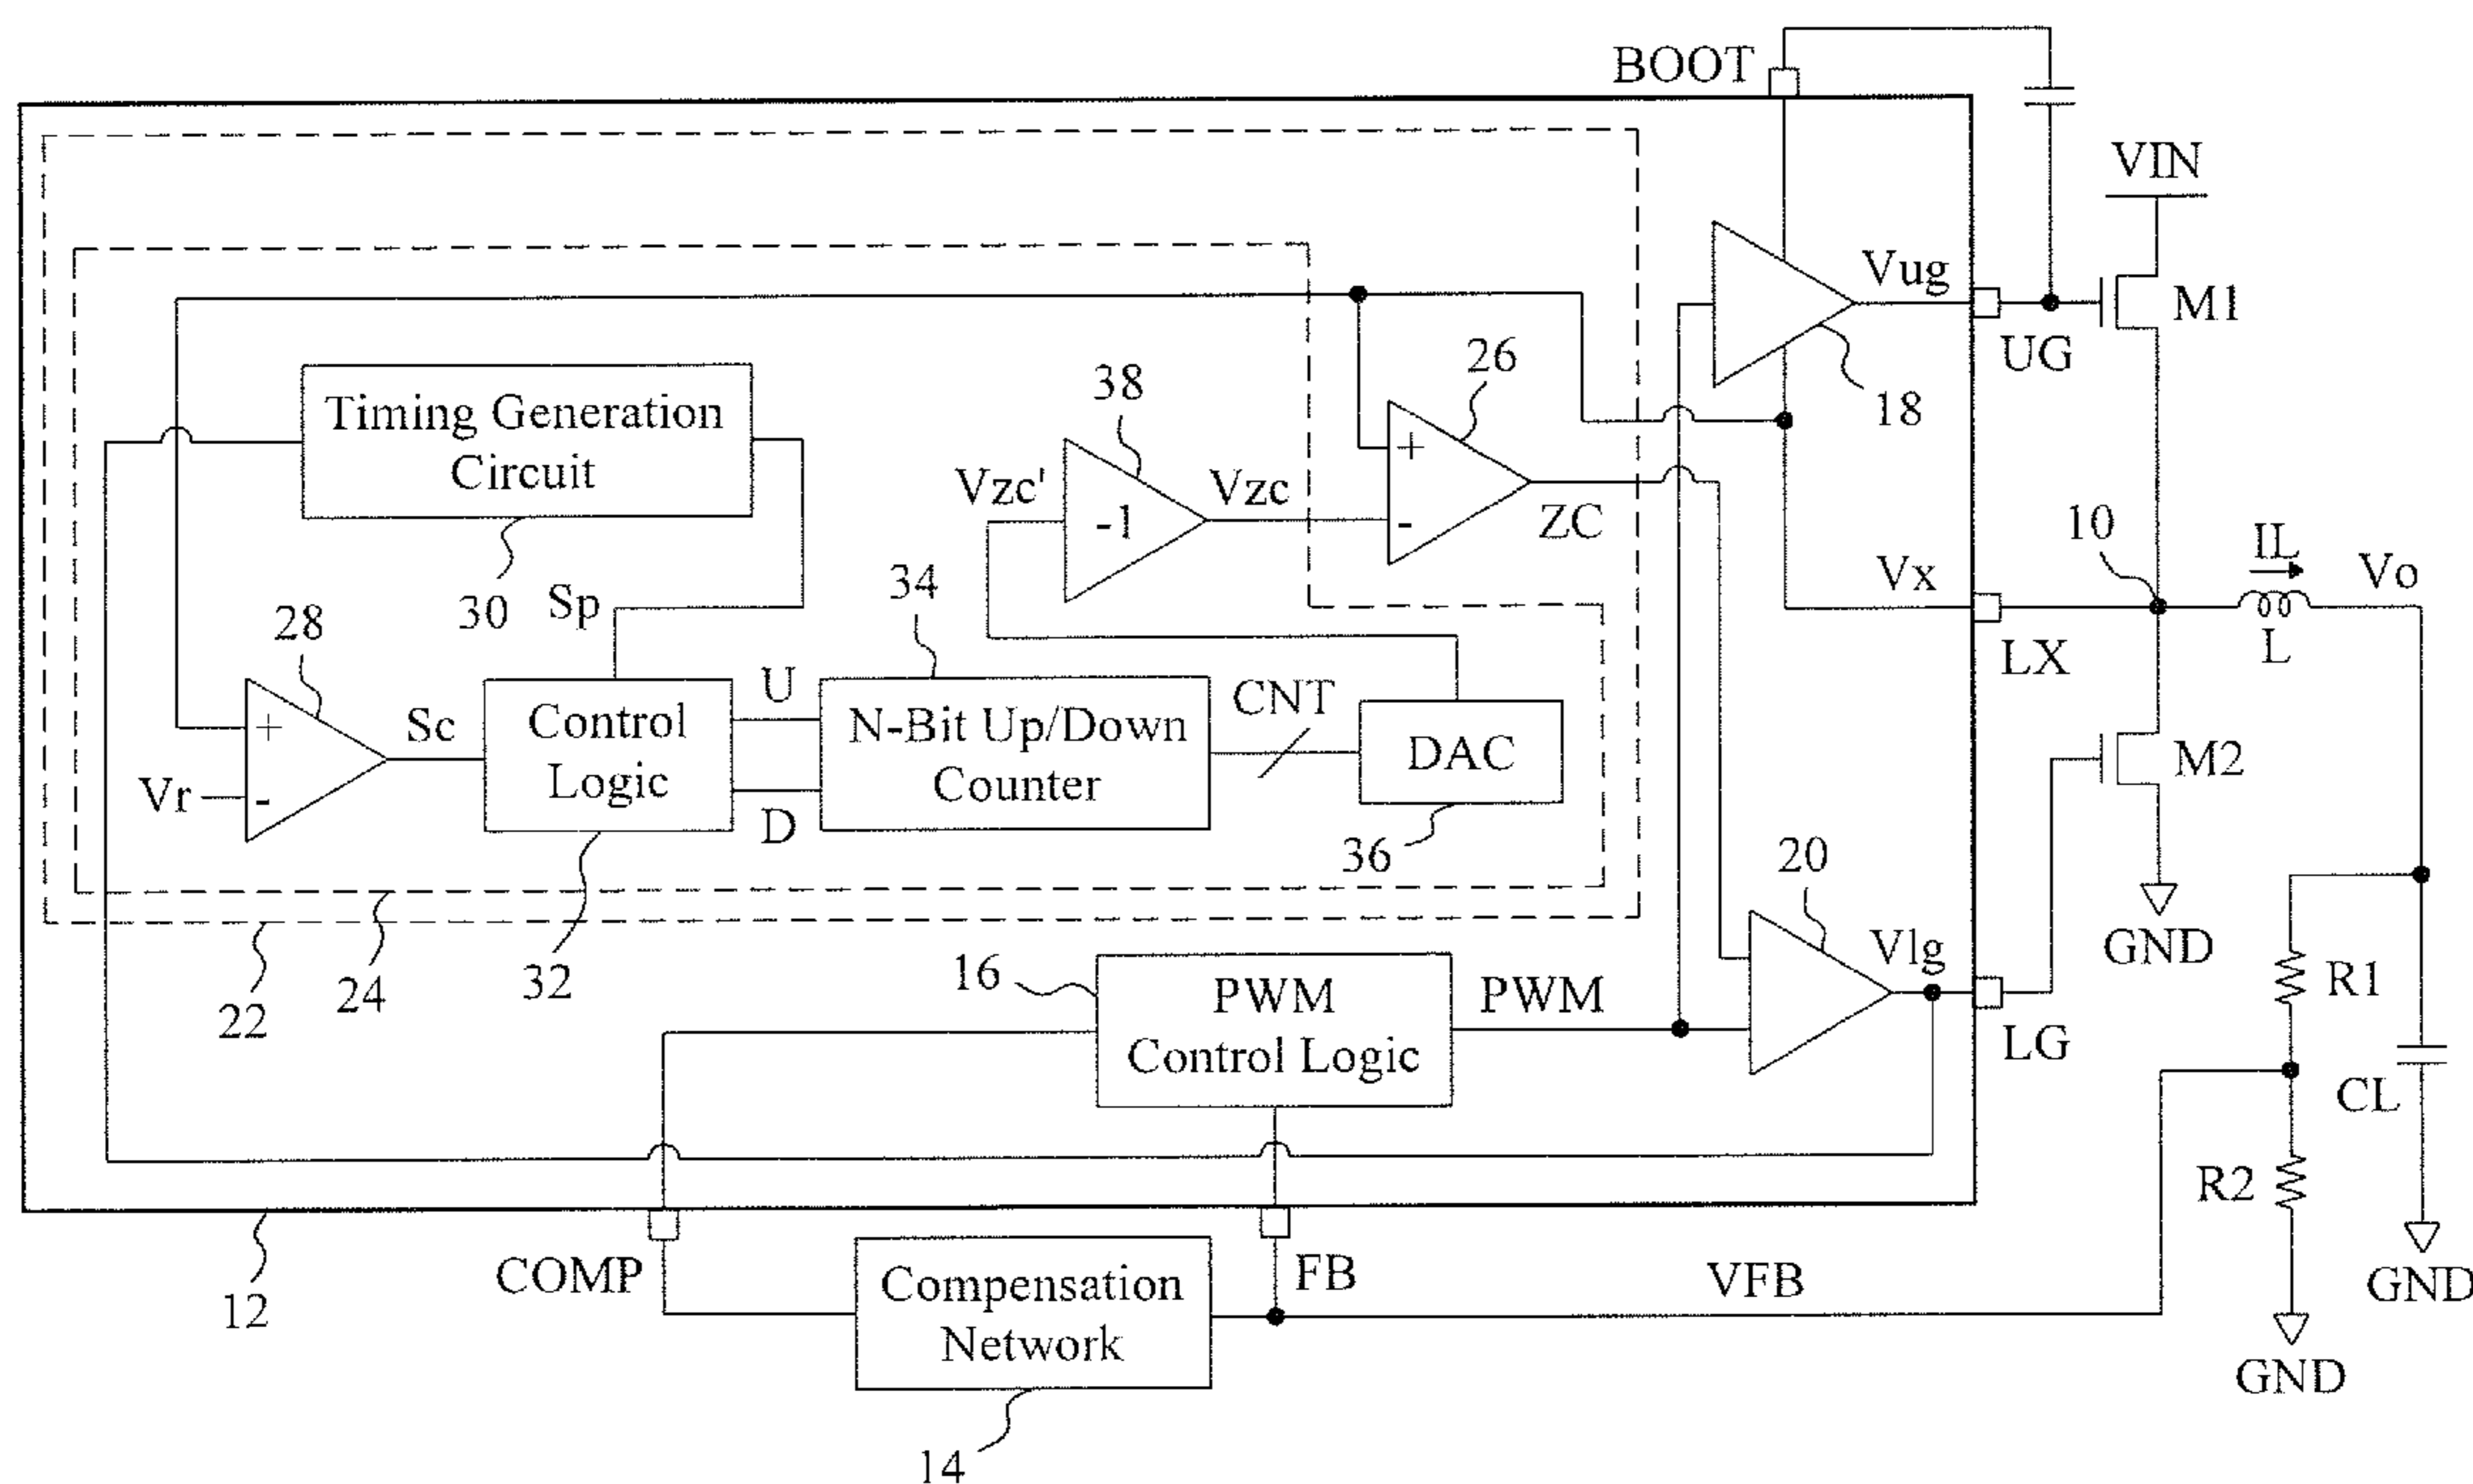 BOOT
VIN
Vug
M1
UG
18
26
38
Timing Generation
Circuit
30
Vzc'
-1
Vzc
+
-
ZC
10
IL
Vo
Vx
LX
L
Sp
34
28
+
Vr
-
Sc
Control
Logic
U
D
N-Bit Up/Down
Counter
CNT
DAC
36
M2
GND
20
22
24
32
16
PWM
Control Logic
PWM
Vlg
LG
R1
CL
R2
GND
GND
12
COMP
FB
VFB
Compensation
Network
14